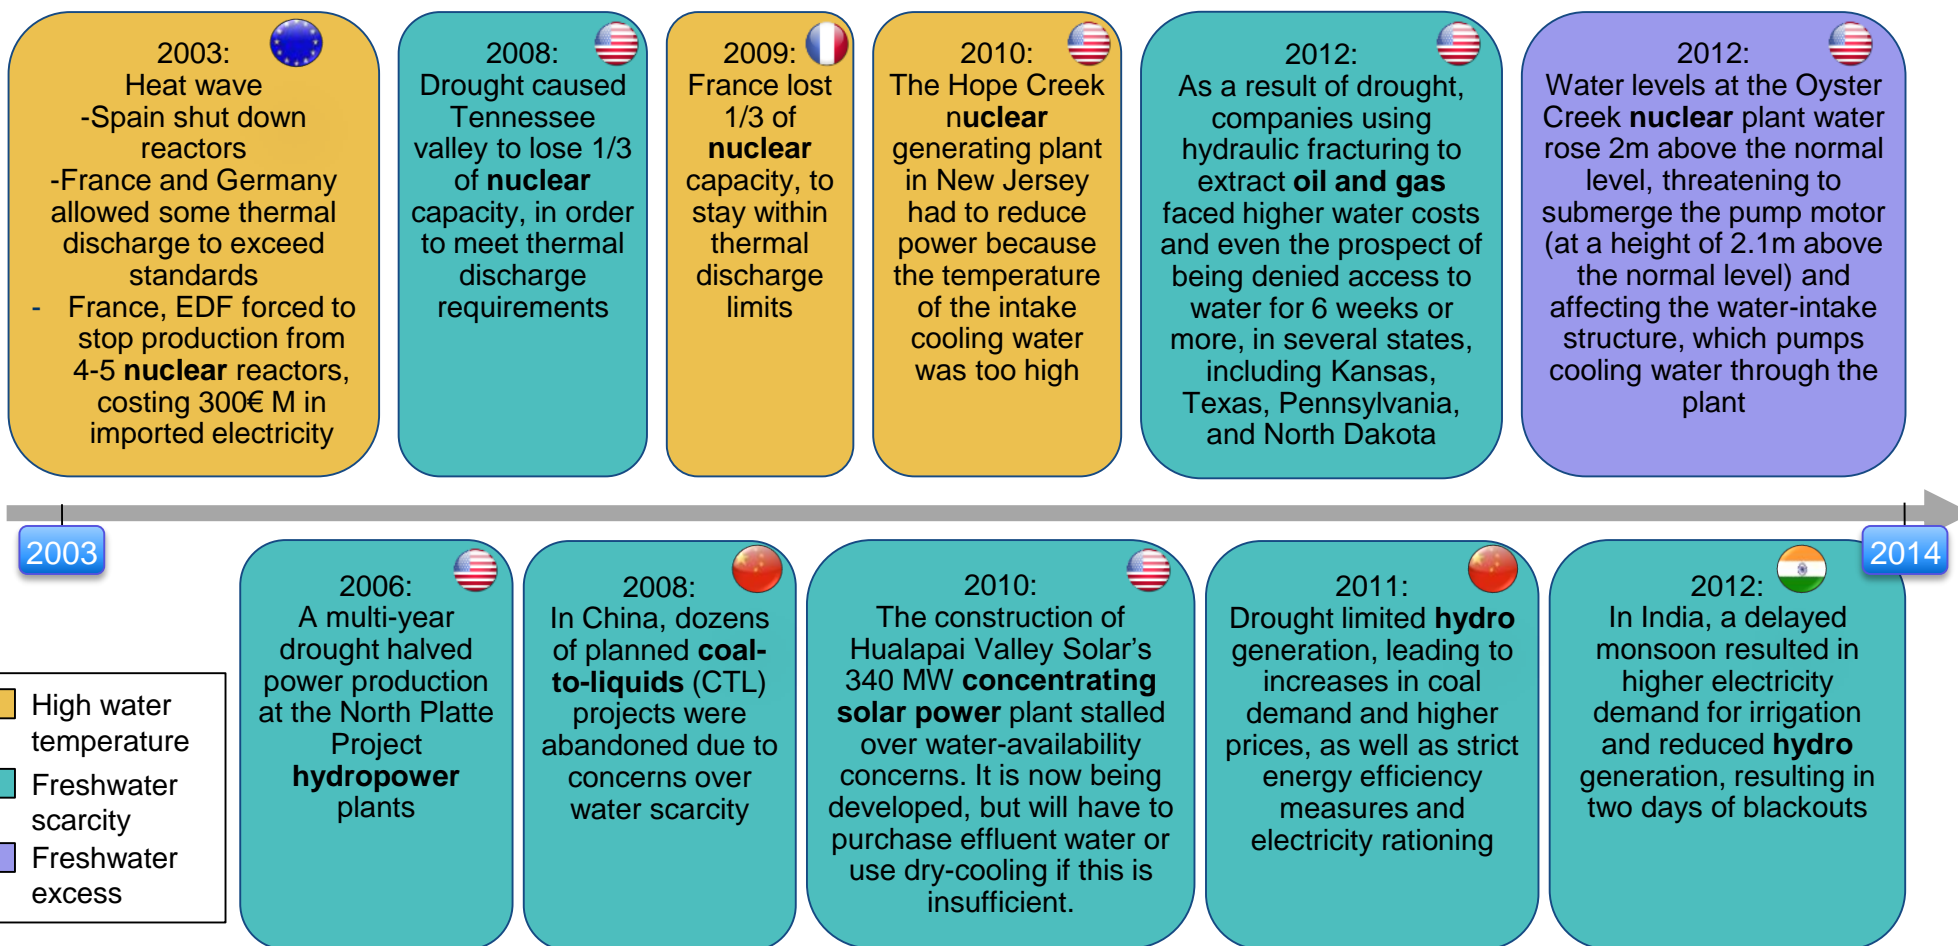 2003:
Heat wave
-Spain shut down
reactors
-France and Germany
allowed some thermal
discharge to exceed
standards
- France, EDF forced to
stop production from
4-5 nuclear reactors,
costing 300€ M in
imported electricity
2008:
Drought caused
Tennessee
valley to lose 1/3
of nuclear
capacity, in order
to meet thermal
discharge
requirements
2009:
France lost
1/3 of
nuclear
capacity, to
stay within
thermal
discharge
limits
2010:
The Hope Creek
nuclear
generating plant
in New Jersey
had to reduce
power because
the temperature
of the intake
cooling water
was too high
2012:
As a result of drought,
companies using
hydraulic fracturing to
extract oil and gas
faced higher water costs
and even the prospect of
being denied access to
water for 6 weeks or
more, in several states,
including Kansas,
Texas, Pennsylvania,
and North Dakota
2012:
Water levels at the Oyster
Creek nuclear plant water
rose 2m above the normal
level, threatening to
submerge the pump motor
(at a height of 2.1m above
the normal level) and
affecting the water-intake
structure, which pumps
cooling water through the
plant
2003
2014
2006:
A multi-year
drought halved
power production
at the North Platte
Project
hydropower
plants
2008:
In China, dozens
of planned coal-
to-liquids (CTL)
projects were
abandoned due to
concerns over
water scarcity
2010:
The construction of
Hualapai Valley Solar’s
340 MW concentrating
solar power plant stalled
over water-availability
concerns. It is now being
developed, but will have to
purchase effluent water or
use dry-cooling if this is
insufficient.
2011:
Drought limited hydro
generation, leading to
increases in coal
demand and higher
prices, as well as strict
energy efficiency
measures and
electricity rationing
2012:
In India, a delayed
monsoon resulted in
higher electricity
demand for irrigation
and reduced hydro
generation, resulting in
two days of blackouts
High water
temperature
Freshwater
scarcity
Freshwater
excess